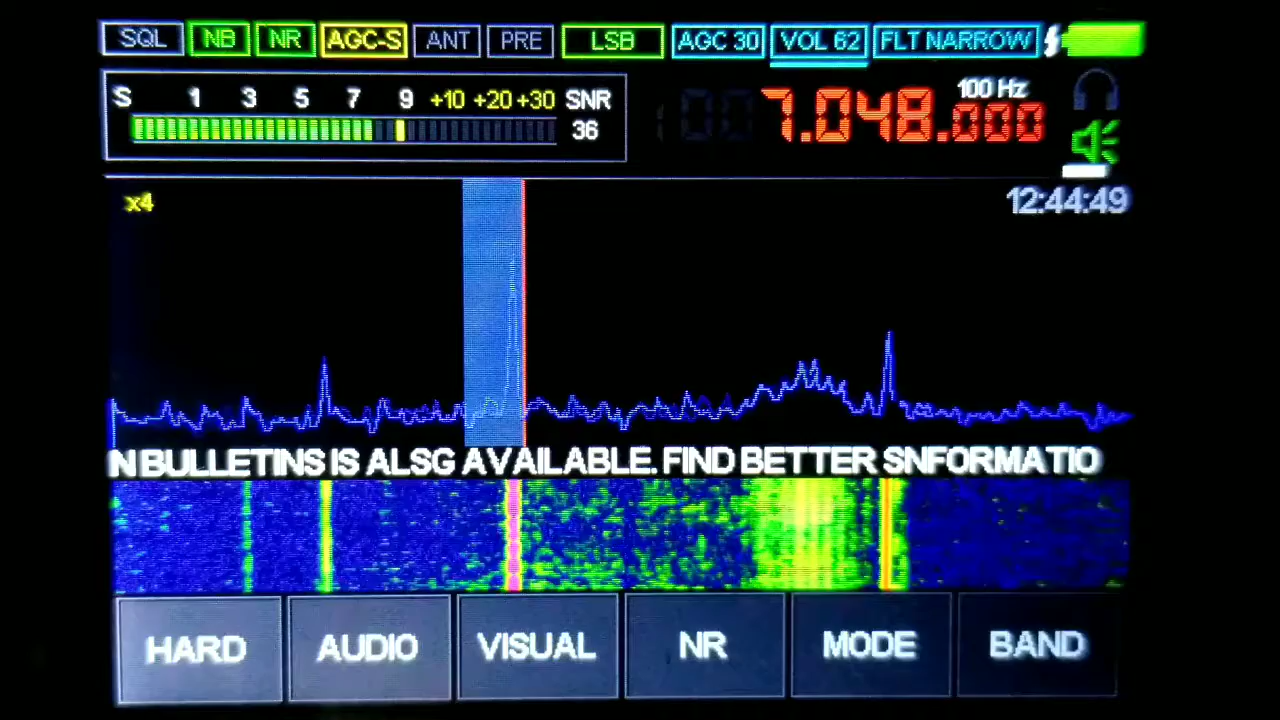 SQL NB NR AGC-S ANT PRE LSB AGC 30 VOL 62 FLT NARROW
S 1 3 5 7 9 +10 +20 +30 SNR
36
100 Hz
7.048.000
x4
12:44:49
N BULLETINS IS ALSG AVAILABLE. FIND BETTER SNFORMATIO
HARD AUDIO VISUAL NR MODE BAND